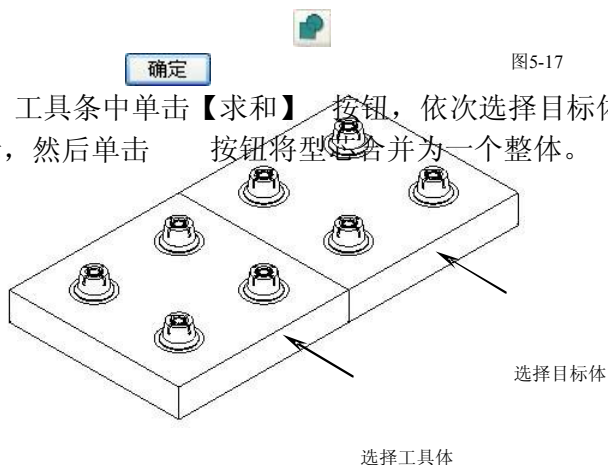 确定
图5-17
工具条中单击【求和】 按钮，依次选择目标体
，然后单击 按钮将型芯合并为一个整体。
选择目标体
选择工具体